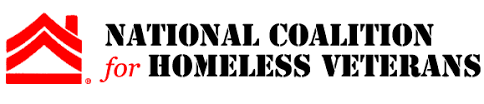 NATIONAL COALITION
for HOMELESS VETERANS
®